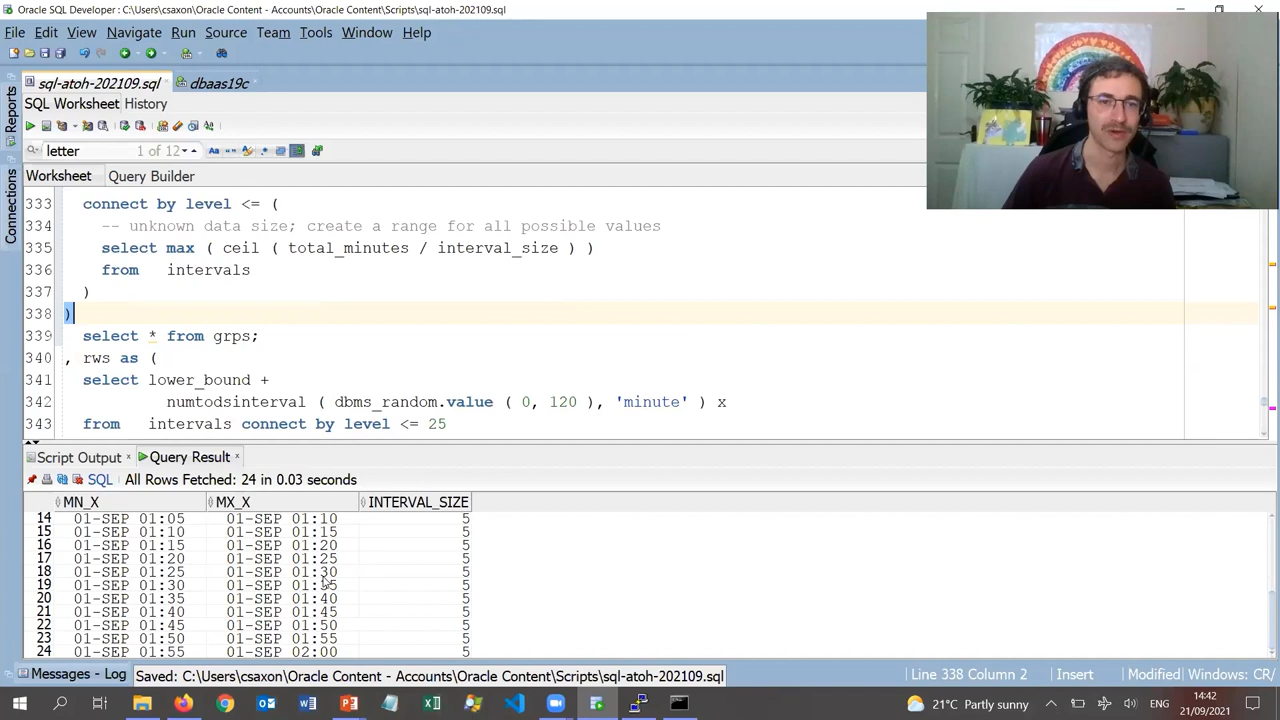 Oracle SQL Developer : C:\Users\csaxon\Oracle Content - Accounts\Oracle Content\Scripts\sql-atoh-202109.sql
File Edit View Navigate Run Source Team Tools Window Help
sql-atoh-202109.sql dbaas19c
SQL Worksheet History
letter 1 of 12
Worksheet Query Builder
333 connect by level <= (
334 -- unknown data size; create a range for all possible values
335 select max ( ceil ( total_minutes / interval_size ) )
336 from intervals
337 )
338 )
339 select * from grps;
340 , rws as (
341 select lower_bound +
342 numtodsinterval ( dbms_random.value ( 0, 120 ), 'minute' ) x
343 from intervals connect by level <= 25
Reports
Connections
Script Output Query Result
SQL All Rows Fetched: 24 in 0.03 seconds
MN_X MX_X INTERVAL_SIZE
14 01-SEP 01:05 01-SEP 01:10 5
15 01-SEP 01:10 01-SEP 01:15 5
16 01-SEP 01:15 01-SEP 01:20 5
17 01-SEP 01:20 01-SEP 01:25 5
18 01-SEP 01:25 01-SEP 01:30 5
19 01-SEP 01:30 01-SEP 01:35 5
20 01-SEP 01:35 01-SEP 01:40 5
21 01-SEP 01:40 01-SEP 01:45 5
22 01-SEP 01:45 01-SEP 01:50 5
23 01-SEP 01:50 01-SEP 01:55 5
24 01-SEP 01:55 01-SEP 02:00 5
Messages - Log Saved: C:\Users\csaxon\Oracle Content - Accounts\Oracle Content\Scripts\sql-atoh-202109.sql Line 338 Column 2 Insert Modified Windows: CR/
21°C Partly sunny ENG 14:42
21/09/2021